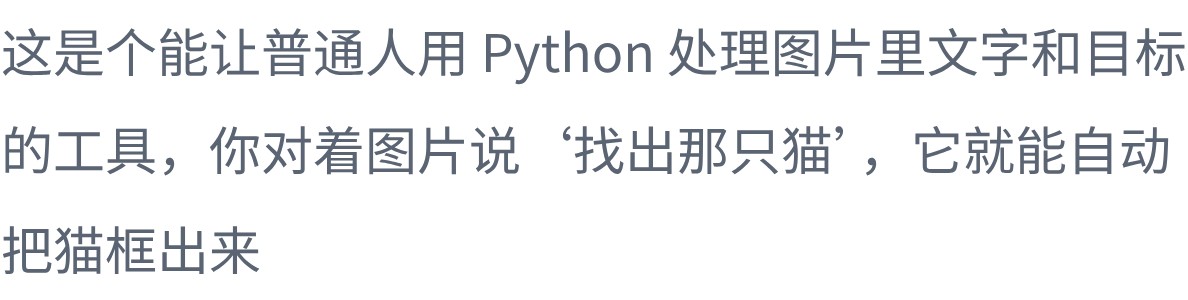 这是个能让普通人用 Python 处理图片里文字和目标
的工具，你对着图片说‘找出那只猫’，它就能自动
把猫框出来